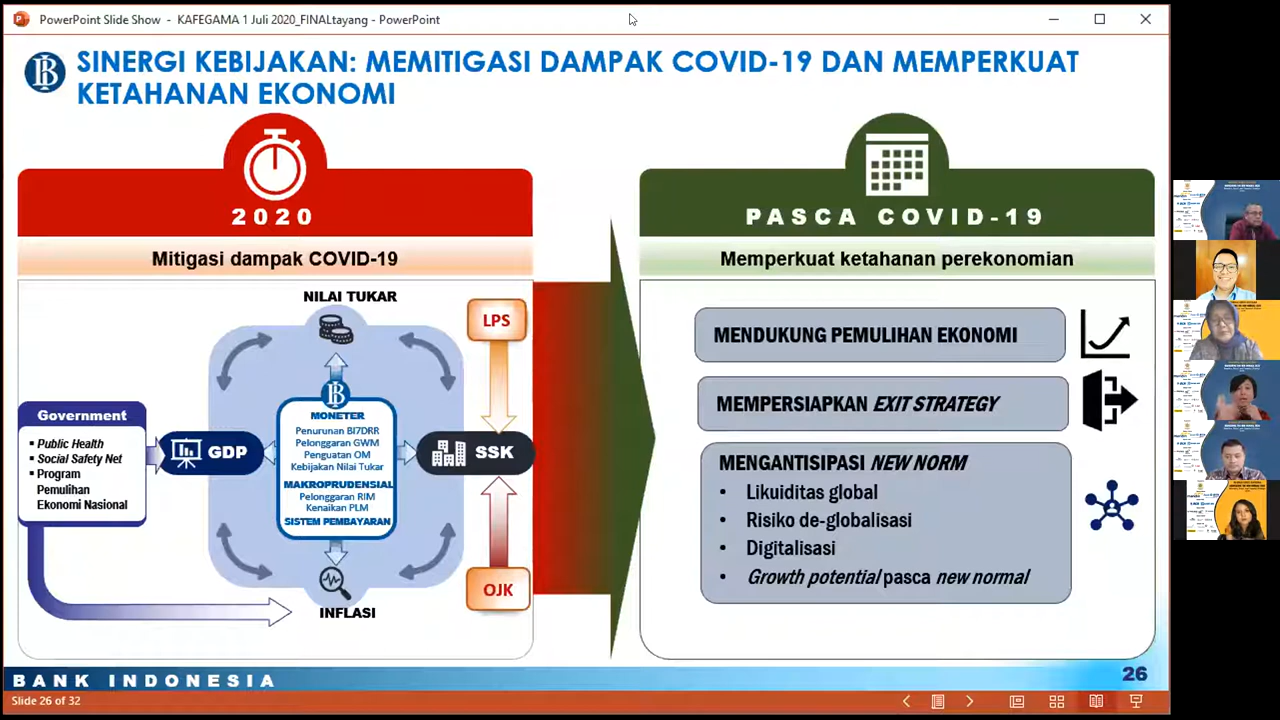 PowerPoint Slide Show - KAFEGAMA 1 Juli 2020_FINALtayang - PowerPoint
SINERGI KEBIJAKAN: MEMITIGASI DAMPAK COVID-19 DAN MEMPERKUAT
KETAHANAN EKONOMI
2020
Mitigasi dampak COVID-19
NILAI TUKAR
LPS
Government
▪ Public Health
▪ Social Safety Net
▪ Program
Pemulihan
Ekonomi Nasional
GDP
MONETER
Penurunan BI7DRR
Pelonggaran GWM
Penguatan OM
Kebijakan Nilai Tukar
MAKROPRUDENSIAL
Pelonggaran RIM
Kenaikan PLM
SISTEM PEMBAYARAN
SSK
OJK
INFLASI
PASCA COVID-19
Memperkuat ketahanan perekonomian
MENDUKUNG PEMULIHAN EKONOMI
MEMPERSIAPKAN EXIT STRATEGY
MENGANTISIPASI NEW NORM
• Likuiditas global
• Risiko de-globalisasi
• Digitalisasi
• Growth potential pasca new normal
BANK INDONESIA
26
Slide 26 of 32